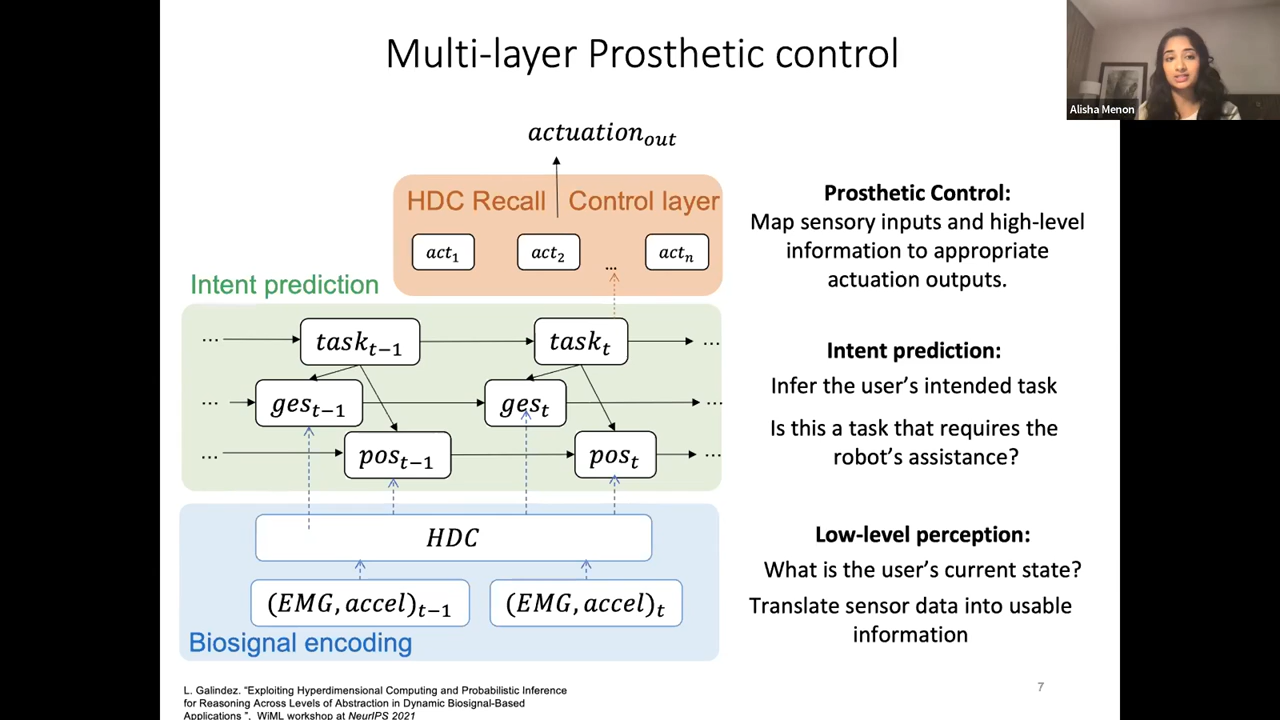 Multi-layer Prosthetic control
Alisha Menon
actuation_out
HDC Recall
Control layer
act_1
act_2
...
act_n
Intent prediction
... task_{t−1} task_t ...
... ges_{t−1} ges_t ...
... pos_{t−1} pos_t ...
HDC
(EMG, accel)_{t−1}
(EMG, accel)_t
Biosignal encoding
Prosthetic Control:
Map sensory inputs and high-level
information to appropriate
actuation outputs.
Intent prediction:
Infer the user's intended task
Is this a task that requires the
robot's assistance?
Low-level perception:
What is the user's current state?
Translate sensor data into usable
information
L. Galindez. "Exploiting Hyperdimensional Computing and Probabilistic Inference
for Reasoning Across Levels of Abstraction in Dynamic Biosignal-Based
Applications ", WiML workshop at NeurIPS 2021
7